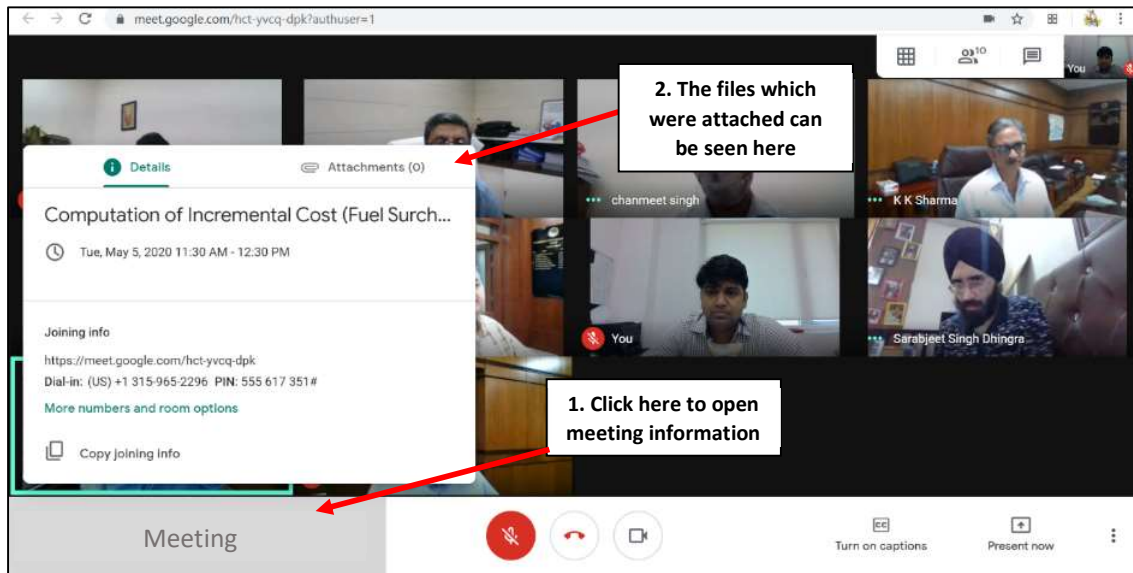 meet.google.com/hct-yvcq-dpk?authuser=1
10
You
2. The files which
were attached can
be seen here
Details
Attachments (0)
Computation of Incremental Cost (Fuel Surch...
Tue, May 5, 2020 11:30 AM - 12:30 PM
Joining info
https://meet.google.com/hct-yvcq-dpk
Dial-in: (US) +1 315-965-2296 PIN: 555 617 351#
More numbers and room options
Copy joining info
chanmeet singh
K K Sharma
You
Sarabjeet Singh Dhingra
1. Click here to open
meeting information
Meeting
CC
Turn on captions
Present now